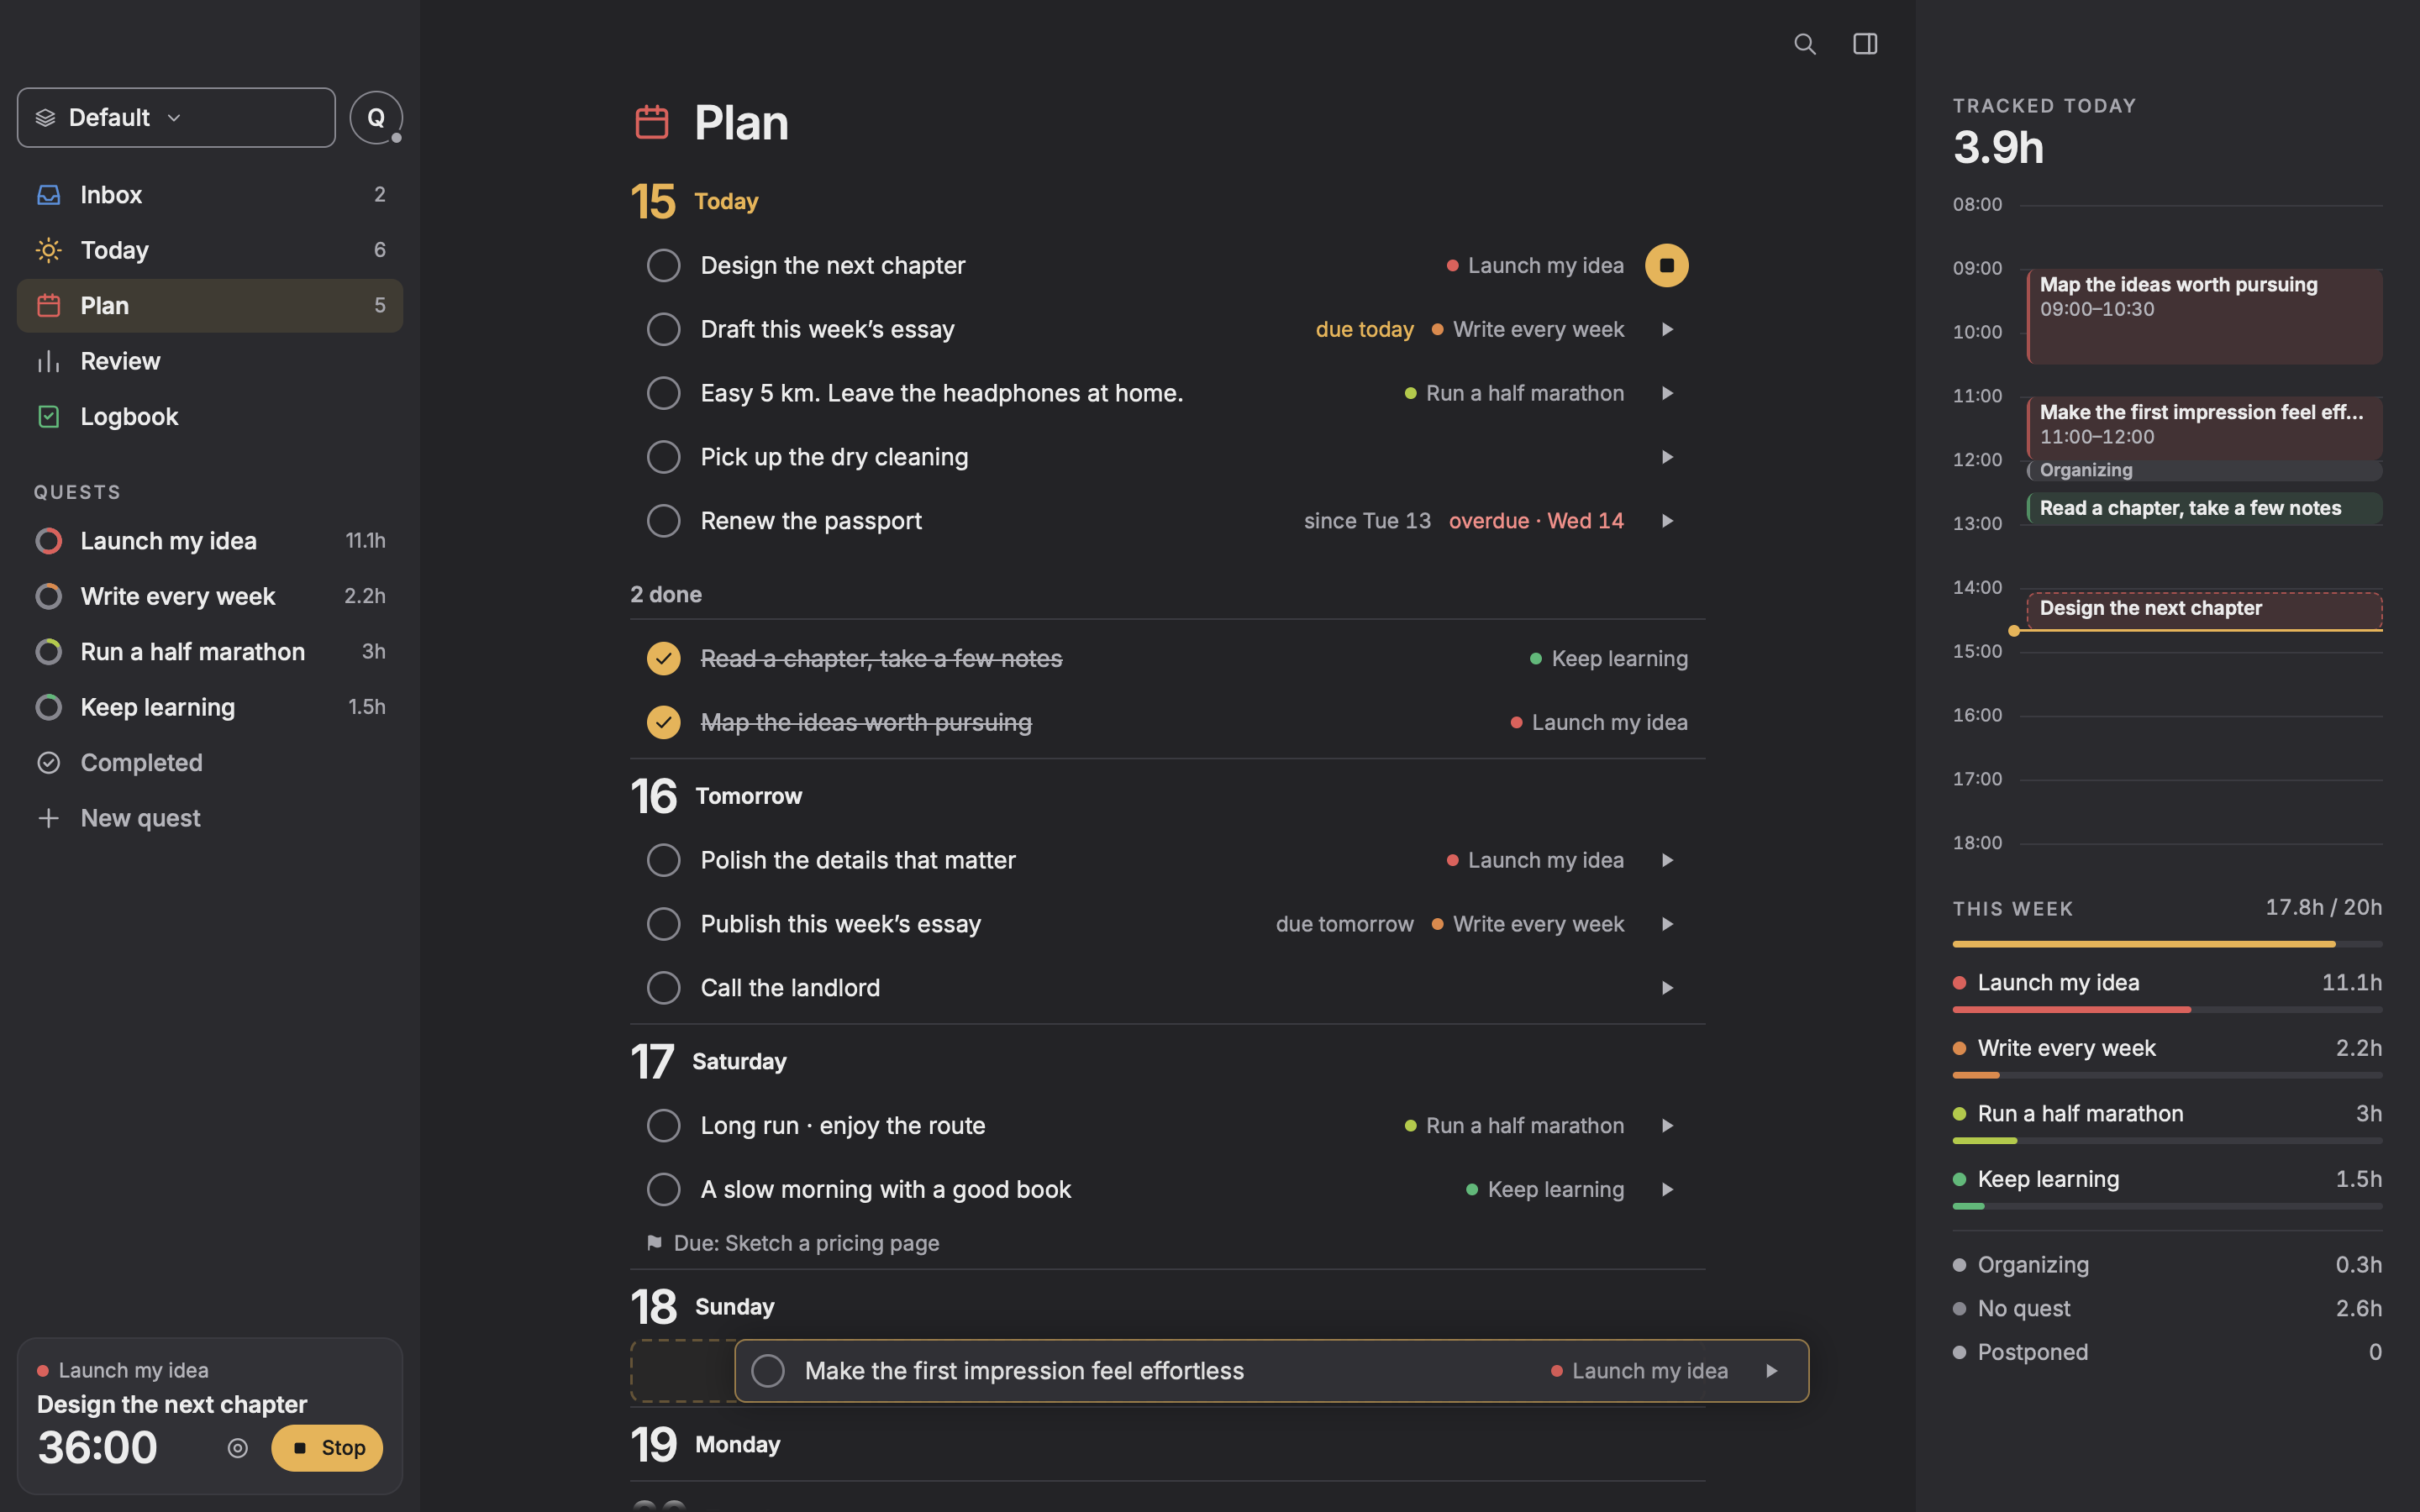 Default
Q
Inbox 2
Today 6
Plan 5
Review
Logbook
QUESTS
Launch my idea 11.1h
Write every week 2.2h
Run a half marathon 3h
Keep learning 1.5h
Completed
New quest
Launch my idea
Design the next chapter
36:00 Stop
Plan
15 Today
Design the next chapter Launch my idea
Draft this week’s essay due today Write every week
Easy 5 km. Leave the headphones at home. Run a half marathon
Pick up the dry cleaning
Renew the passport since Tue 13 overdue · Wed 14
2 done
Read a chapter, take a few notes Keep learning
Map the ideas worth pursuing Launch my idea
16 Tomorrow
Polish the details that matter Launch my idea
Publish this week’s essay due tomorrow Write every week
Call the landlord
17 Saturday
Long run · enjoy the route Run a half marathon
A slow morning with a good book Keep learning
Due: Sketch a pricing page
18 Sunday
Make the first impression feel effortless Launch my idea
19 Monday
TRACKED TODAY
3.9h
08:00
09:00
Map the ideas worth pursuing
09:00–10:30
10:00
11:00
Make the first impression feel eff...
11:00–12:00
12:00
Organizing
Read a chapter, take a few notes
13:00
14:00
Design the next chapter
15:00
16:00
17:00
18:00
THIS WEEK 17.8h / 20h
Launch my idea 11.1h
Write every week 2.2h
Run a half marathon 3h
Keep learning 1.5h
Organizing 0.3h
No quest 2.6h
Postponed 0